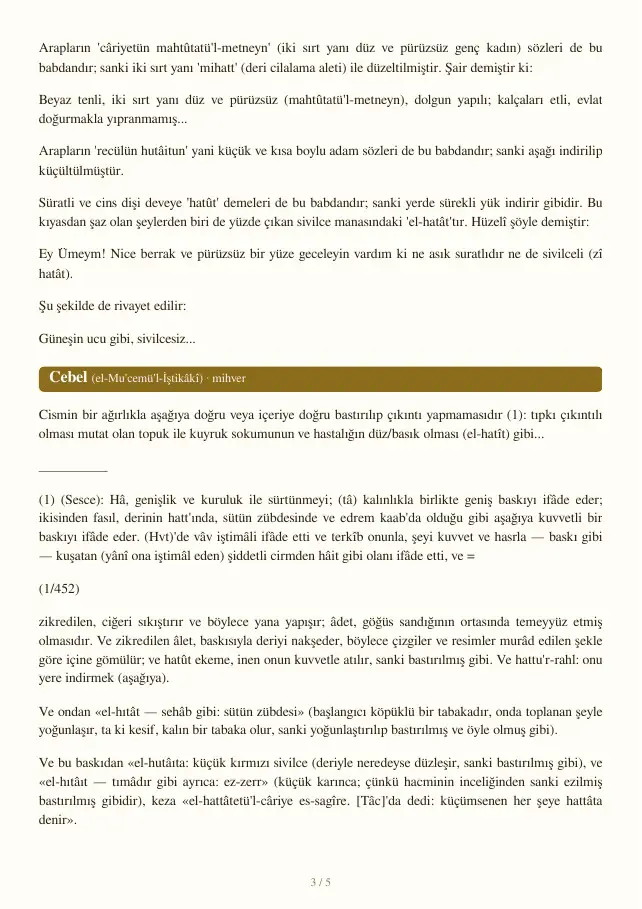 Arapların 'câriyetün mahtûtatü'l-metneyn' (iki sırt yanı düz ve pürüzsüz genç kadın) sözleri de bu
babdandır; sanki iki sırt yanı 'mihatt' (deri cilalama aleti) ile düzeltilmiştir. Şair demiştir ki:
Beyaz tenli, iki sırt yanı düz ve pürüzsüz (mahtûtatü'l-metneyn), dolgun yapılı; kalçaları etli, evlat
doğurmakla yıpranmamış...
Arapların 'recülün hutâitun' yani küçük ve kısa boylu adam sözleri de bu babdandır; sanki aşağı indirilip
küçültülmüştür.
Süratli ve cins dişi deveye 'hatût' demeleri de bu babdandır; sanki yerde sürekli yük indirir gibidir. Bu
kıyasdan şaz olan şeylerden biri de yüzde çıkan sivilce manasındaki 'el-hatât'tır. Hüzelî şöyle demiştir:
Ey Ümeym! Nice berrak ve pürüzsüz bir yüze geceleyin vardım ki ne asık suratlıdır ne de sivilceli (zî
hatât).
Şu şekilde de rivayet edilir:
Güneşin ucu gibi, sivilcesiz...
Cebel (el-Mu'cemü'l-İştikâkî) · mihver
Cismin bir ağırlıkla aşağıya doğru veya içeriye doğru bastırılıp çıkıntı yapmamasıdır (1): tıpkı çıkıntılı
olması mutat olan topuk ile kuyruk sokumunun ve hastalığın düz/basık olması (el-hatît) gibi...
(1) (Sesce): Hâ, genişlik ve kuruluk ile sürtünmeyi; (tâ) kalınlıkla birlikte geniş baskıyı ifâde eder;
ikisinden fasıl, derinin hatt'ında, sütün zübdesinde ve edrem kaab'da olduğu gibi aşağıya kuvvetli bir
baskıyı ifâde eder. (Hvt)'de vâv iştimâli ifâde etti ve terkîb onunla, şeyi kuvvet ve hasrla — baskı gibi
— kuşatan (yânî ona iştimâl eden) şiddetli cirmden hâit gibi olanı ifâde etti, ve =
(1/452)
zikredilen, ciğeri sıkıştırır ve böylece yana yapışır; âdet, göğüs sandığının ortasında temeyyüz etmiş
olmasıdır. Ve zikredilen âlet, baskısıyla deriyi nakşeder, böylece çizgiler ve resimler murâd edilen şekle
göre içine gömülür; ve hatût ekeme, inen onun kuvvetle atılır, sanki bastırılmış gibi. Ve hattu'r-rahl: onu
yere indirmek (aşağıya).
Ve ondan «el-hıtât — sehâb gibi: sütün zübdesi» (başlangıcı köpüklü bir tabakadır, onda toplanan şeyle
yoğunlaşır, ta ki kesif, kalın bir tabaka olur, sanki yoğunlaştırılıp bastırılmış ve öyle olmuş gibi).
Ve bu baskıdan «el-hutâıta: küçük kırmızı sivilce (deriyle neredeyse düzleşir, sanki bastırılmış gibi), ve
«el-hıtâıt — tımâdır gibi ayrıca: ez-zerr» (küçük karınca; çünkü hacminin inceliğinden sanki ezilmiş
bastırılmış gibidir), keza «el-hattâtetü'l-câriye es-sagîre. [Tâc]'da dedi: küçümsenen her şeye hattâta
denir».
3 / 5